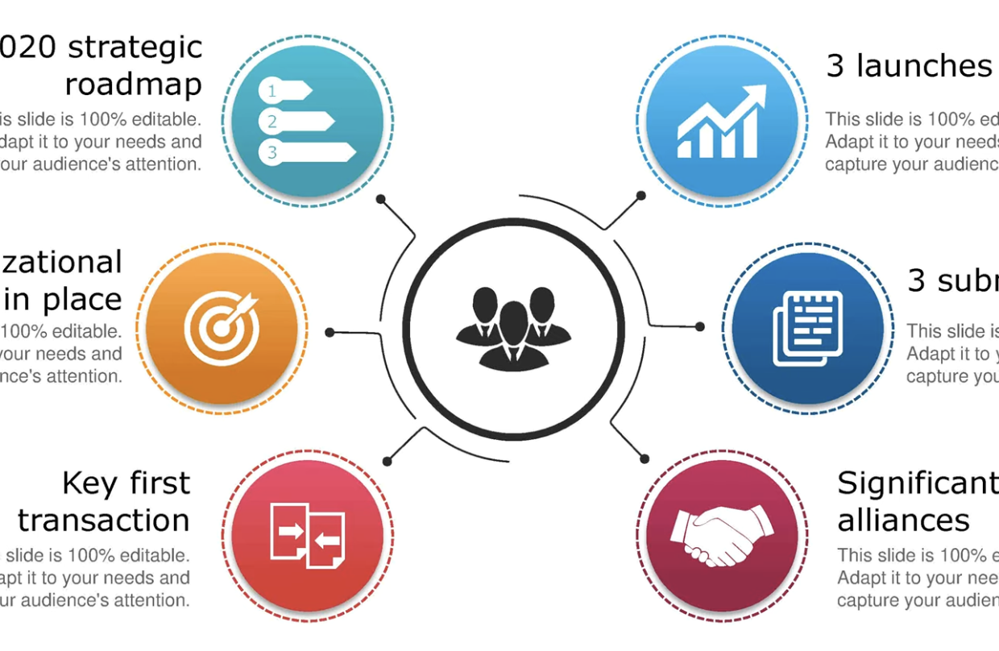 020 strategic
roadmap
is slide is 100% editable.
dapt it to your needs and
our audience's attention.
1
2
3
3 launches
This slide is 100% ed
Adapt it to your needs
capture your audienc
zational
in place
100% editable.
your needs and
nce's attention.
3 subr
This slide is
Adapt it to y
capture you
Key first
transaction
slide is 100% editable.
apt it to your needs and
ur audience's attention.
Significant
alliances
This slide is 100% e
Adapt it to your nee
capture your audien